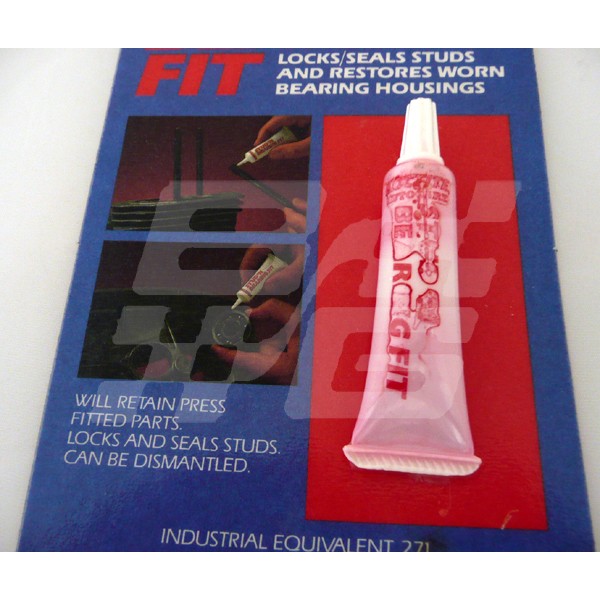 FIT
LOCKS/SEALS STUDS
AND RESTORES WORN
BEARING HOUSINGS
WILL RETAIN PRESS
FITTED PARTS.
LOCKS AND SEALS STUDS.
CAN BE DISMANTLED.
INDUSTRIAL EQUIVALENT 271
FIT